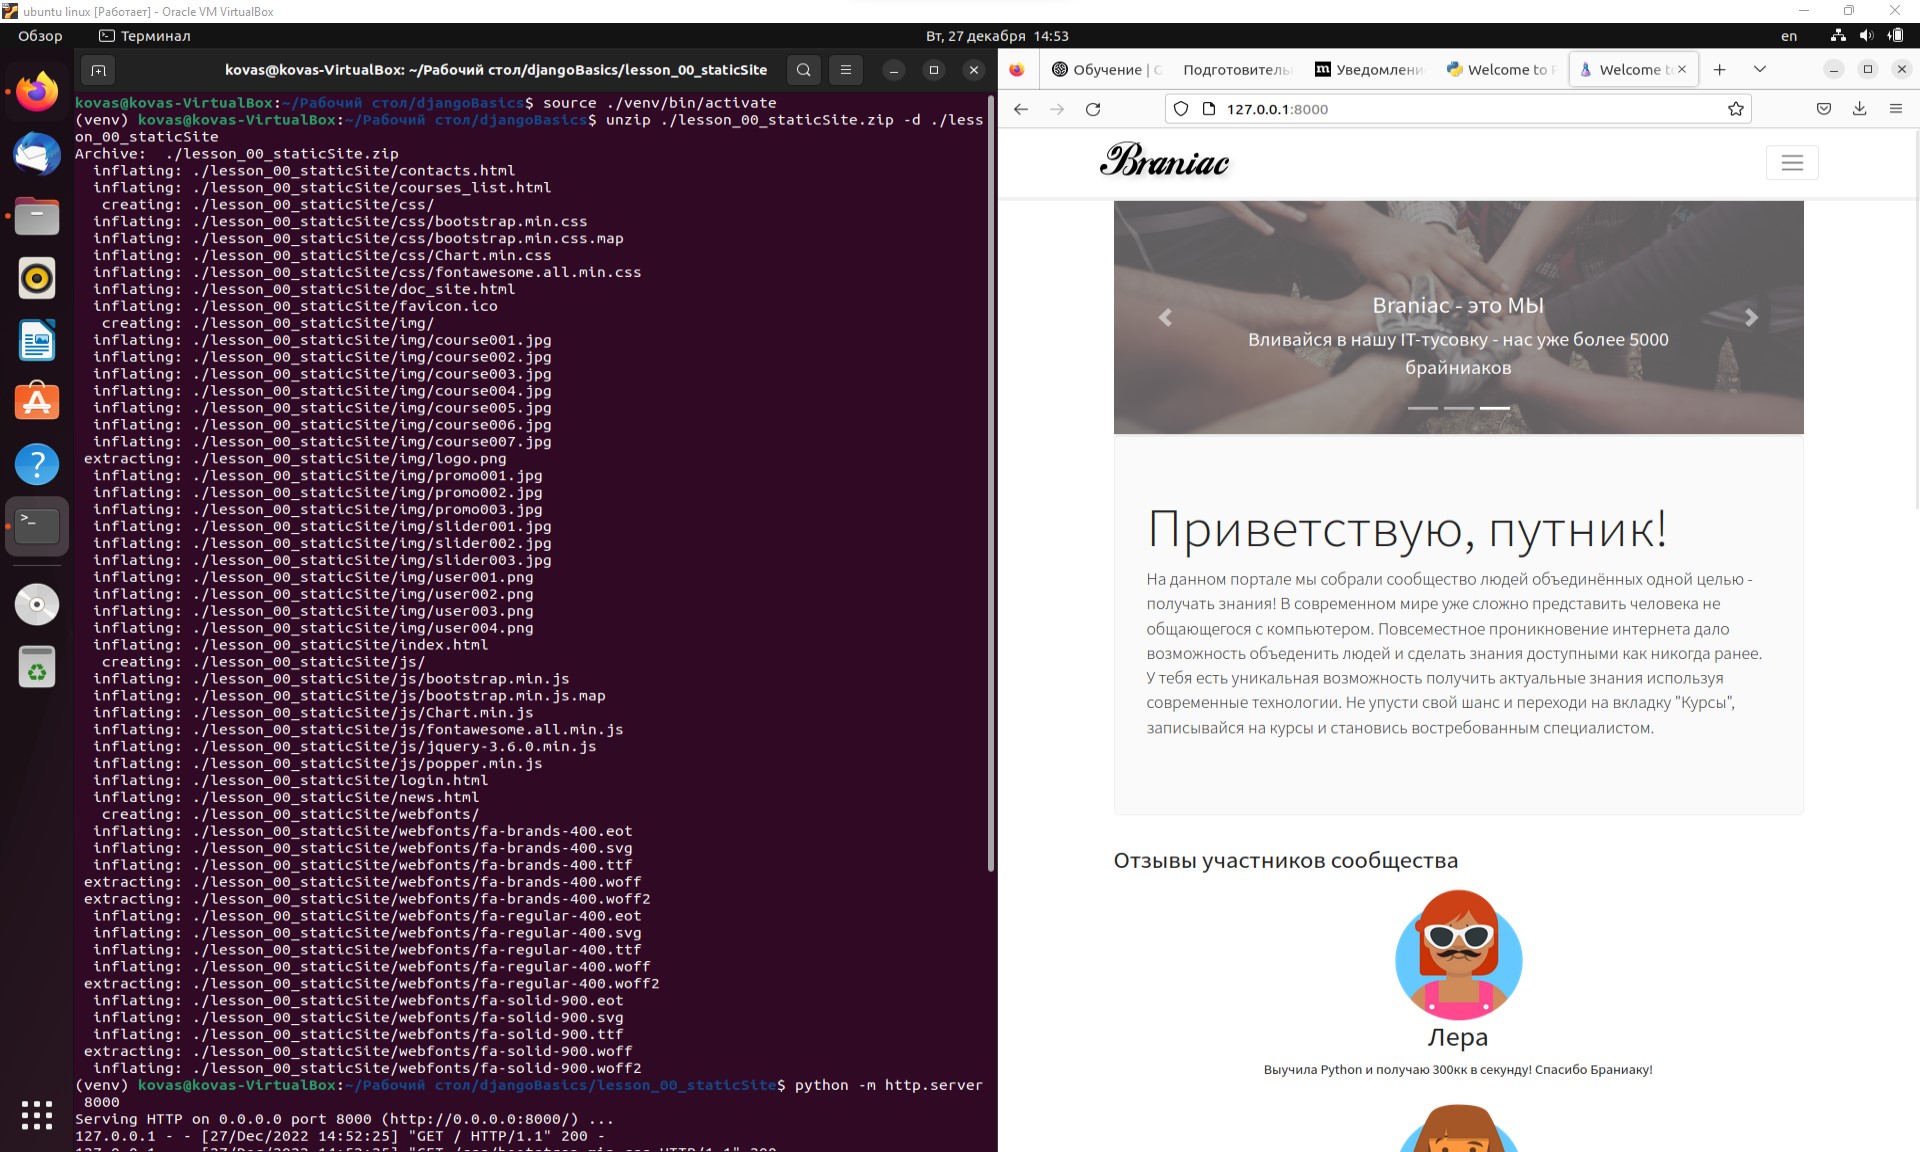 ubuntu linux [Работает] - Oracle VM VirtualBox
Обзор
Терминал
Вт, 27 декабря 14:53
en
kovas@kovas-VirtualBox: ~/Рабочий стол/djangoBasics/lesson_00_staticSite
kovas@kovas-VirtualBox:~/Рабочий стол/djangoBasics$ source ./venv/bin/activate
(venv) kovas@kovas-VirtualBox:~/Рабочий стол/djangoBasics$ unzip ./lesson_00_staticSite.zip -d ./less
on_00_staticSite
Archive:  ./lesson_00_staticSite.zip
inflating: ./lesson_00_staticSite/contacts.html
inflating: ./lesson_00_staticSite/courses_list.html
creating: ./lesson_00_staticSite/css/
inflating: ./lesson_00_staticSite/css/bootstrap.min.css
inflating: ./lesson_00_staticSite/css/bootstrap.min.css.map
inflating: ./lesson_00_staticSite/css/Chart.min.css
inflating: ./lesson_00_staticSite/css/fontawesome.all.min.css
inflating: ./lesson_00_staticSite/doc_site.html
inflating: ./lesson_00_staticSite/favicon.ico
creating: ./lesson_00_staticSite/img/
inflating: ./lesson_00_staticSite/img/course001.jpg
inflating: ./lesson_00_staticSite/img/course002.jpg
inflating: ./lesson_00_staticSite/img/course003.jpg
inflating: ./lesson_00_staticSite/img/course004.jpg
inflating: ./lesson_00_staticSite/img/course005.jpg
inflating: ./lesson_00_staticSite/img/course006.jpg
inflating: ./lesson_00_staticSite/img/course007.jpg
extracting: ./lesson_00_staticSite/img/logo.png
inflating: ./lesson_00_staticSite/img/promo001.jpg
inflating: ./lesson_00_staticSite/img/promo002.jpg
inflating: ./lesson_00_staticSite/img/promo003.jpg
inflating: ./lesson_00_staticSite/img/slider001.jpg
inflating: ./lesson_00_staticSite/img/slider002.jpg
inflating: ./lesson_00_staticSite/img/slider003.jpg
inflating: ./lesson_00_staticSite/img/user001.png
inflating: ./lesson_00_staticSite/img/user002.png
inflating: ./lesson_00_staticSite/img/user003.png
inflating: ./lesson_00_staticSite/img/user004.png
inflating: ./lesson_00_staticSite/index.html
creating: ./lesson_00_staticSite/js/
inflating: ./lesson_00_staticSite/js/bootstrap.min.js
inflating: ./lesson_00_staticSite/js/bootstrap.min.js.map
inflating: ./lesson_00_staticSite/js/Chart.min.js
inflating: ./lesson_00_staticSite/js/fontawesome.all.min.js
inflating: ./lesson_00_staticSite/js/jquery-3.6.0.min.js
inflating: ./lesson_00_staticSite/js/popper.min.js
inflating: ./lesson_00_staticSite/login.html
inflating: ./lesson_00_staticSite/news.html
creating: ./lesson_00_staticSite/webfonts/
inflating: ./lesson_00_staticSite/webfonts/fa-brands-400.eot
inflating: ./lesson_00_staticSite/webfonts/fa-brands-400.svg
inflating: ./lesson_00_staticSite/webfonts/fa-brands-400.ttf
extracting: ./lesson_00_staticSite/webfonts/fa-brands-400.woff
extracting: ./lesson_00_staticSite/webfonts/fa-brands-400.woff2
inflating: ./lesson_00_staticSite/webfonts/fa-regular-400.eot
inflating: ./lesson_00_staticSite/webfonts/fa-regular-400.svg
inflating: ./lesson_00_staticSite/webfonts/fa-regular-400.ttf
inflating: ./lesson_00_staticSite/webfonts/fa-regular-400.woff
extracting: ./lesson_00_staticSite/webfonts/fa-regular-400.woff2
inflating: ./lesson_00_staticSite/webfonts/fa-solid-900.eot
inflating: ./lesson_00_staticSite/webfonts/fa-solid-900.svg
inflating: ./lesson_00_staticSite/webfonts/fa-solid-900.ttf
extracting: ./lesson_00_staticSite/webfonts/fa-solid-900.woff
inflating: ./lesson_00_staticSite/webfonts/fa-solid-900.woff2
(venv) kovas@kovas-VirtualBox:~/Рабочий стол/djangoBasics/lesson_00_staticSite$ python -m http.server
8000
Serving HTTP on 0.0.0.0 port 8000 (http://0.0.0.0:8000/) ...
127.0.0.1 - - [27/Dec/2022 14:52:25] "GET / HTTP/1.1" 200 -
Обучение | G
Подготовитель
Уведомлени
Welcome to P
Welcome to
127.0.0.1:8000
Braniac
Braniac - это МЫ
Вливайся в нашу IT-тусовку - нас уже более 5000
брайниаков
Приветствую, путник!
На данном портале мы собрали сообщество людей объединённых одной целью -
получать знания! В современном мире уже сложно представить человека не
общающегося с компьютером. Повсеместное проникновение интернета дало
возможность объеденить людей и сделать знания доступными как никогда ранее.
У тебя есть уникальная возможность получить актуальные знания используя
современные технологии. Не упусти свой шанс и переходи на вкладку "Курсы",
записывайся на курсы и становись востребованным специалистом.
Отзывы участников сообщества
Лера
Выучила Python и получаю 300кк в секунду! Спасибо Браниаку!